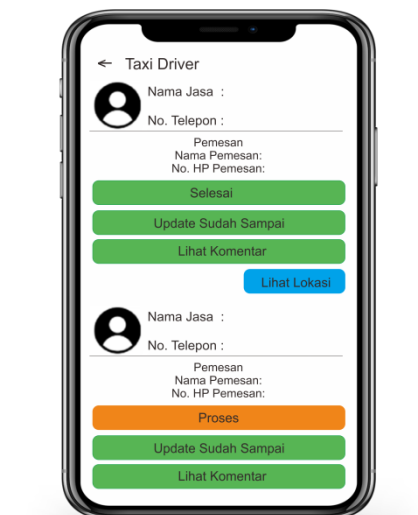 Taxi Driver
Nama Jasa :
No. Telepon :
Pemesan
Nama Pemesan:
No. HP Pemesan:
Selesai
Update Sudah Sampai
Lihat Komentar
Lihat Lokasi
Nama Jasa :
No. Telepon :
Pemesan
Nama Pemesan:
No. HP Pemesan:
Proses
Update Sudah Sampai
Lihat Komentar